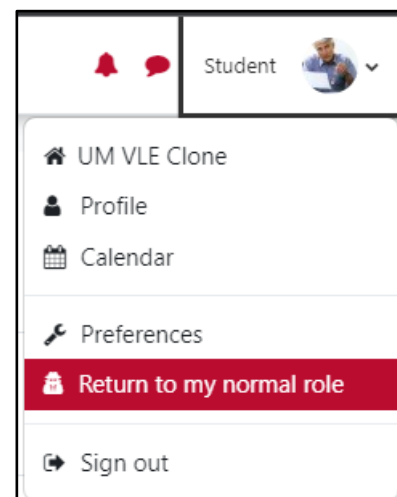 Student
UM VLE Clone
Profile
Calendar
Preferences
Return to my normal role
Sign out